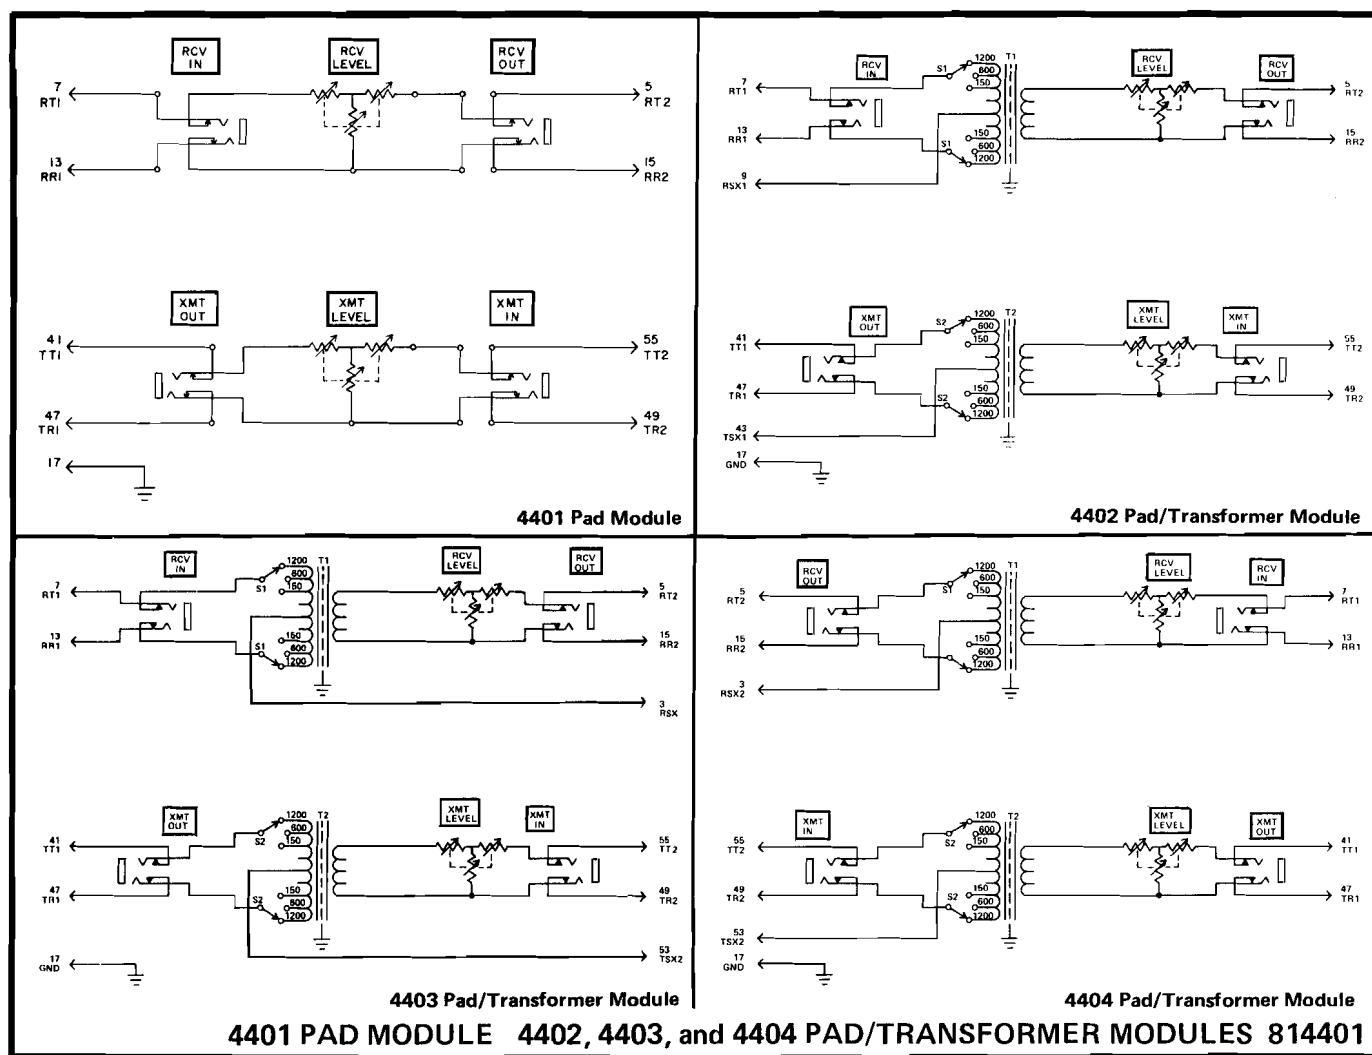 RCV
IN
RCV
LEVEL
RCV
OUT
7
RT1
5
RT2
13
RR1
15
RR2
XMT
OUT
XMT
LEVEL
XMT
IN
41
TT1
55
TT2
47
TR1
49
TR2
17
4401 Pad Module
RCV
IN
S1
1200
600
150
T1
RCV
LEVEL
RCV
OUT
7
RT1
5
RT2
13
RR1
S1
150
600
1200
15
RR2
9
RSX1
XMT
OUT
S2
1200
600
150
T2
XMT
LEVEL
XMT
IN
41
TT1
55
TT2
47
TR1
S2
150
600
1200
49
TR2
43
TSX1
17
GND
4402 Pad/Transformer Module
RCV
IN
1200
600
150
S1
T1
RCV
LEVEL
RCV
OUT
7
RT1
5
RT2
13
RR1
S1
150
600
1200
15
RR2
3
RSX
XMT
OUT
1200
600
150
S2
T2
XMT
LEVEL
XMT
IN
41
TT1
55
TT2
47
TR1
S2
150
600
1200
49
TR2
53
TSX2
17
GND
4403 Pad/Transformer Module
RCV
OUT
1200
600
150
S1
T1
RCV
LEVEL
RCV
IN
5
RT2
7
RT1
15
RR2
S2
150
600
1200
13
RR1
3
RSX2
XMT
IN
1200
600
150
S2
T2
XMT
LEVEL
XMT
OUT
55
TT2
41
TT1
49
TR2
S2
150
600
1200
47
TR1
53
TSX2
17
GND
4404 Pad/Transformer Module
4401 PAD MODULE 4402, 4403, and 4404 PAD/TRANSFORMER MODULES 814401